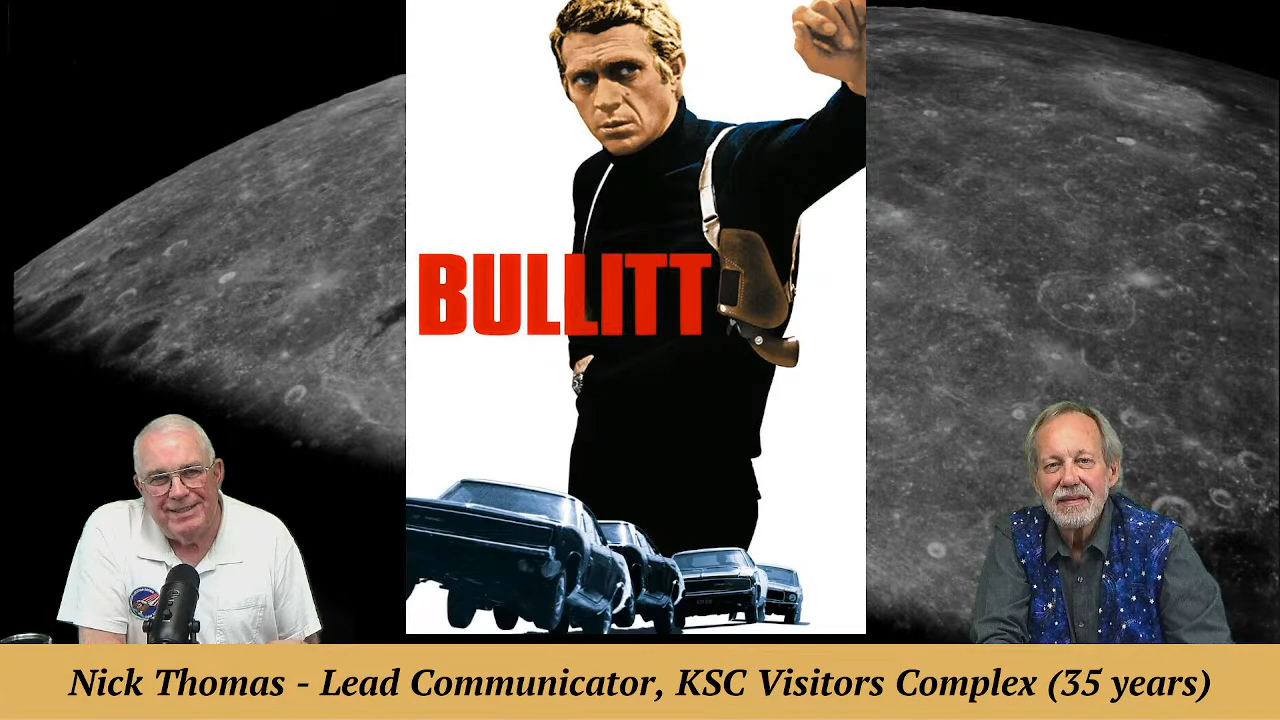 BULLITT
Nick Thomas - Lead Communicator, KSC Visitors Complex (35 years)